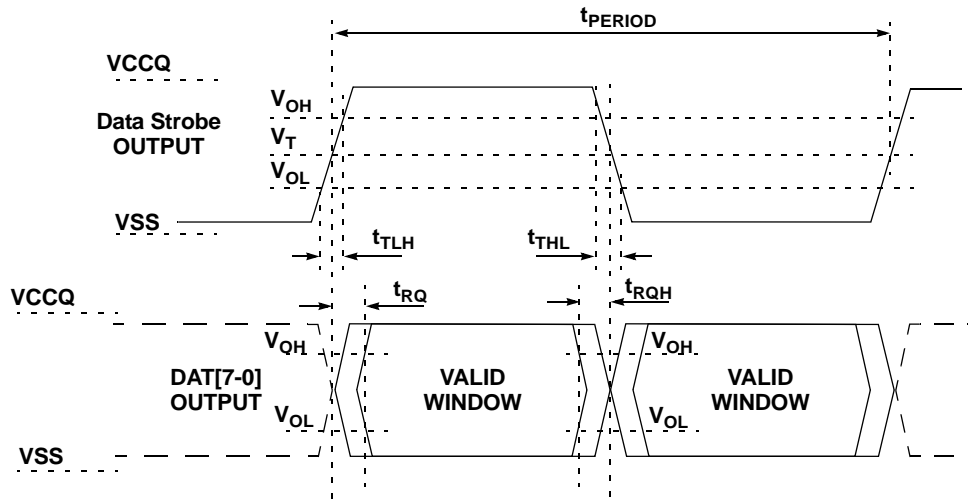 tPERIOD
VCCQ
VOH
Data Strobe
OUTPUT
VT
VOL
VSS
tTLH
tTHL
VCCQ
tRQ
tRQH
VOH
VOH
DAT[7-0]
OUTPUT
VALID
WINDOW
VALID
WINDOW
VOL
VOL
VSS